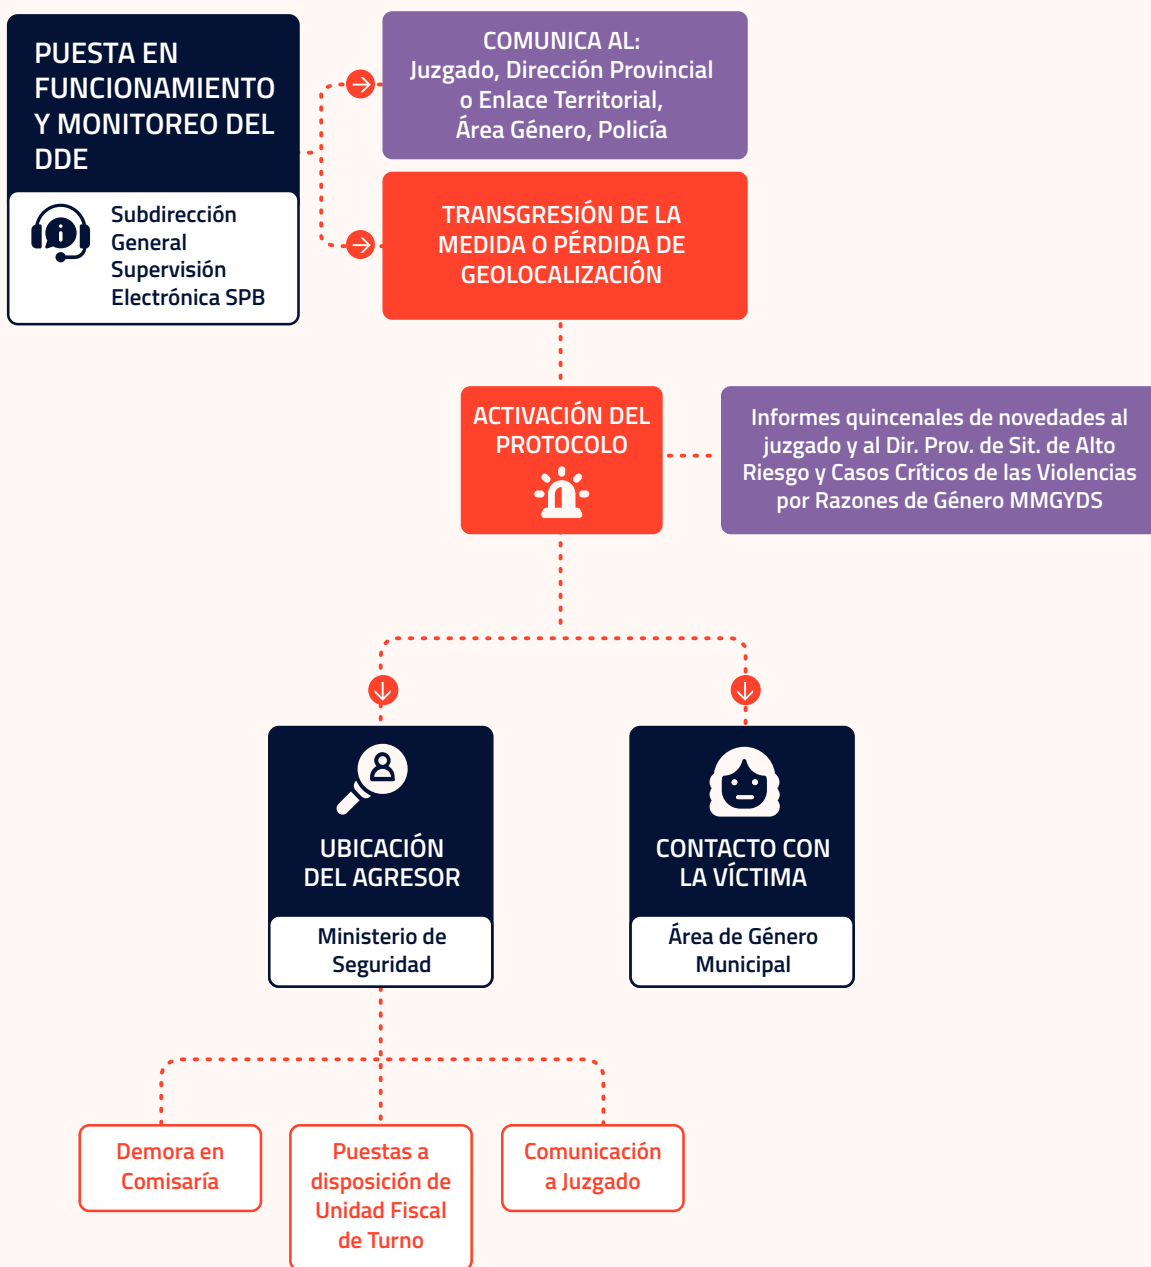 PUESTA EN
FUNCIONAMIENTO
Y MONITOREO DEL
DDE
Subdirección
General
Supervisión
Electrónica SPB
COMUNICA AL:
Juzgado, Dirección Provincial
o Enlace Territorial,
Área Género, Policía
TRANSGRESIÓN DE LA
MEDIDA O PÉRDIDA DE
GEOLOCALIZACIÓN
ACTIVACIÓN DEL
PROTOCOLO
Informes quincenales de novedades al
juzgado y al Dir. Prov. de Sit. de Alto
Riesgo y Casos Críticos de las Violencias
por Razones de Género MMGYDS
UBICACIÓN
DEL AGRESOR
Ministerio de
Seguridad
CONTACTO CON
LA VÍCTIMA
Área de Género
Municipal
Demora en
Comisaría
Puestas a
disposición de
Unidad Fiscal
de Turno
Comunicación
a Juzgado